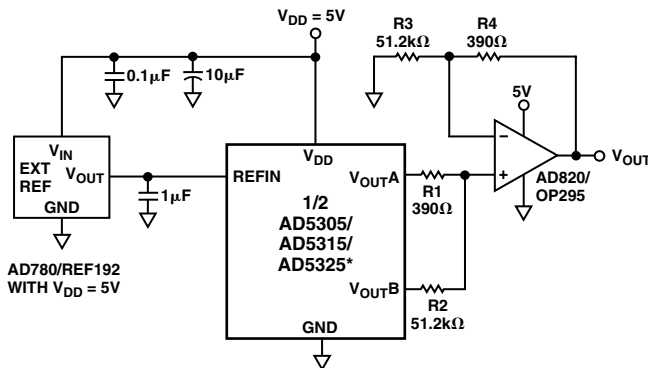 V_DD = 5V
0.1µF
10µF
R3
51.2kΩ
R4
390Ω
5V
V_OUT
AD820/
OP295
V_IN
EXT
REF
V_OUT
GND
1µF
AD780/REF192
WITH V_DD = 5V
V_DD
REFIN
V_OUTA
1/2
AD5305/
AD5315/
AD5325*
V_OUTB
GND
R1
390Ω
R2
51.2kΩ
−
+